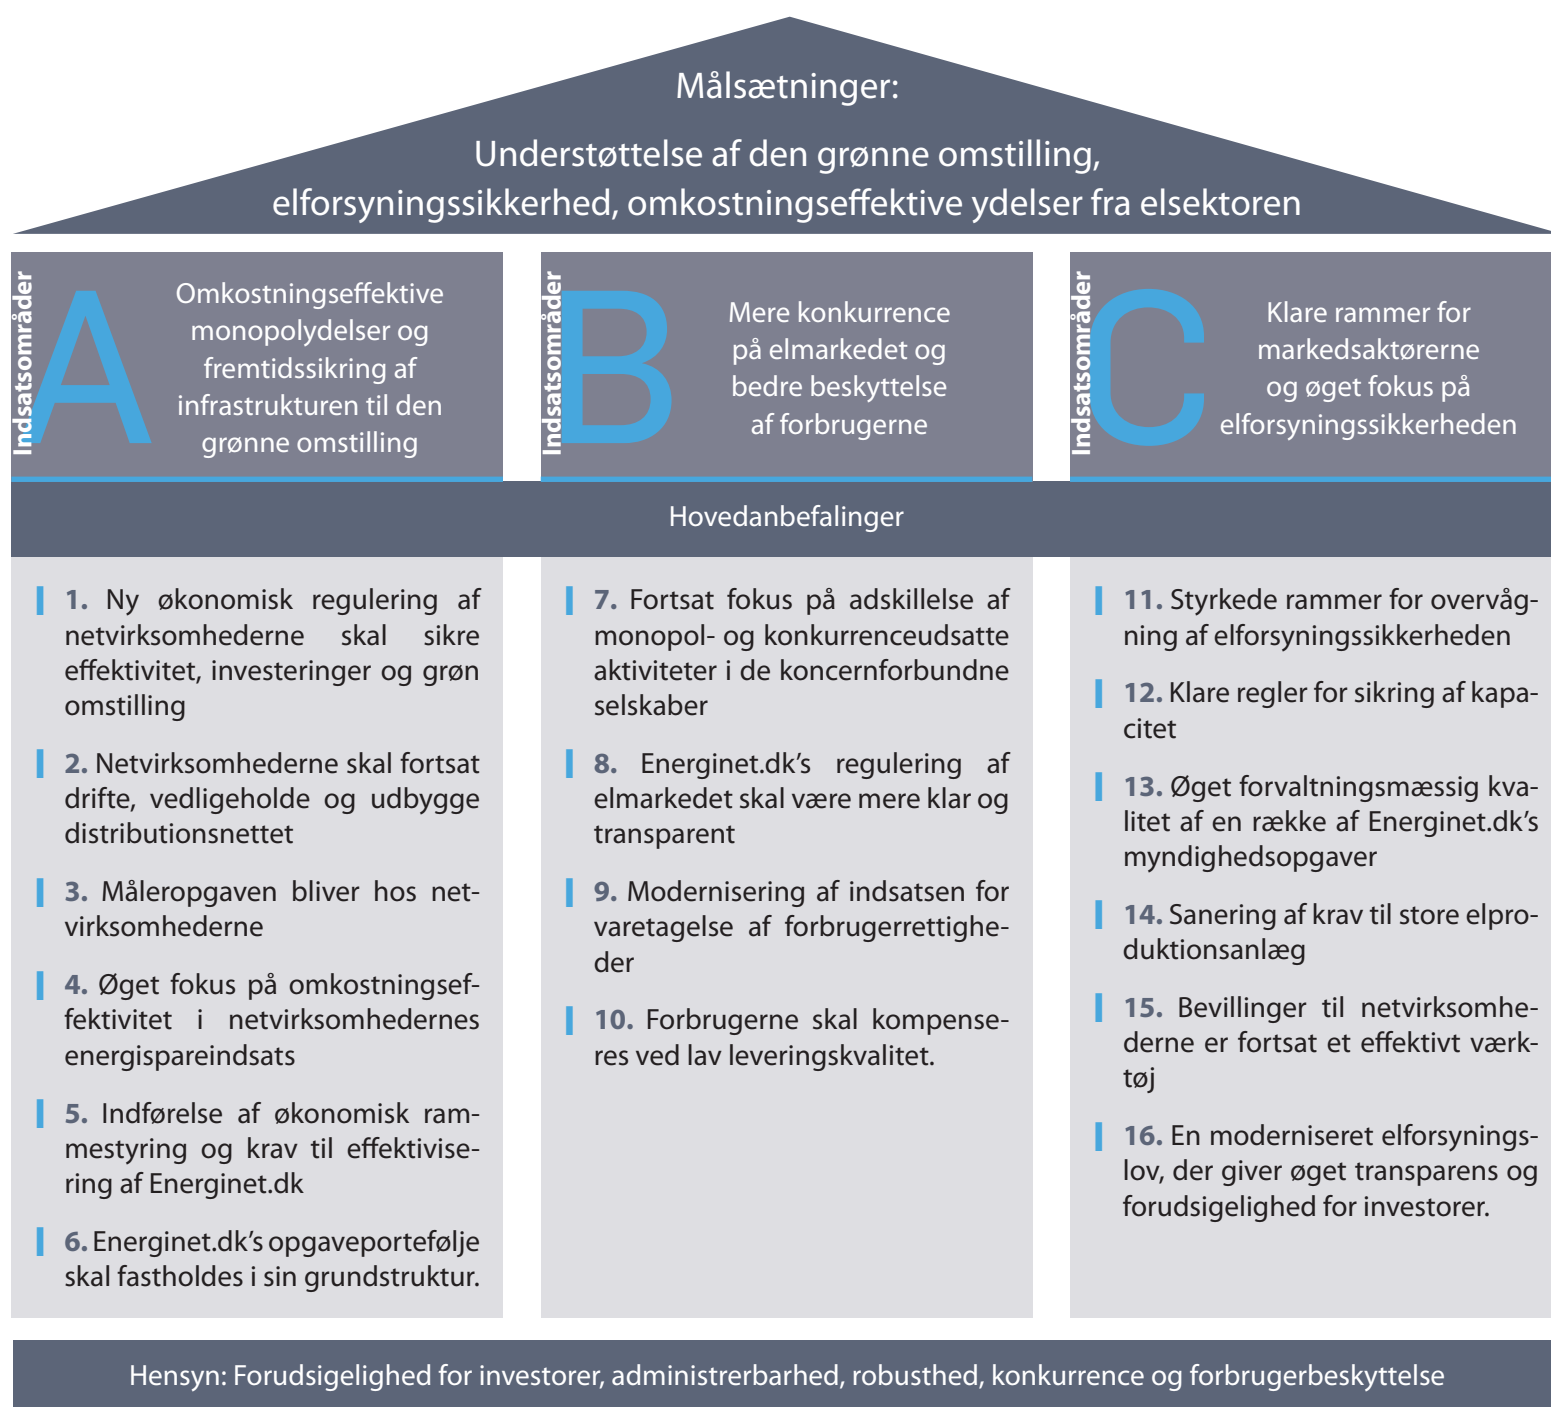 Målsætninger:
Understøttelse af den grønne omstilling,
elforsyningssikkerhed, omkostningseffektive ydelser fra elsektoren
Indsatsområder
A
Omkostningseffektive
monopolydelser og
fremtidssikring af
infrastrukturen til den
grønne omstilling
Indsatsområder
B
Mere konkurrence
på elmarkedet og
bedre beskyttelse
af forbrugerne
Indsatsområder
C
Klare rammer for
markedsaktørerne
og øget fokus på
elforsyningssikkerheden
Hovedanbefalinger
1. Ny økonomisk regulering af
netvirksomhederne skal sikre
effektivitet, investeringer og grøn
omstilling
2. Netvirksomhederne skal fortsat
drifte, vedligeholde og udbygge
distributionsnettet
3. Måleropgaven bliver hos net-
virksomhederne
4. Øget fokus på omkostningsef-
fektivitet i netvirksomhedernes
energispareindsats
5. Indførelse af økonomisk ram-
mestyring og krav til effektivise-
ring af Energinet.dk
6. Energinet.dk’s opgaveportefølje
skal fastholdes i sin grundstruktur.
7. Fortsat fokus på adskillelse af
monopol- og konkurrenceudsatte
aktiviteter i de koncernforbundne
selskaber
8. Energinet.dk’s regulering af
elmarkedet skal være mere klar og
transparent
9. Modernisering af indsatsen for
varetagelse af forbrugerrettighe-
der
10. Forbrugerne skal kompense-
res ved lav leveringskvalitet.
11. Styrkede rammer for overvåg-
ning af elforsyningssikkerheden
12. Klare regler for sikring af kapa-
citet
13. Øget forvaltningsmæssig kva-
litet af en række af Energinet.dk’s
myndighedsopgaver
14. Sanering af krav til store elpro-
duktionsanlæg
15. Bevillinger til netvirksomhe-
derne er fortsat et effektivt værk-
tøj
16. En moderniseret elforsynings-
lov, der giver øget transparens og
forudsigelighed for investorer.
Hensyn: Forudsigelighed for investorer, administrerbarhed, robusthed, konkurrence og forbrugerbeskyttelse